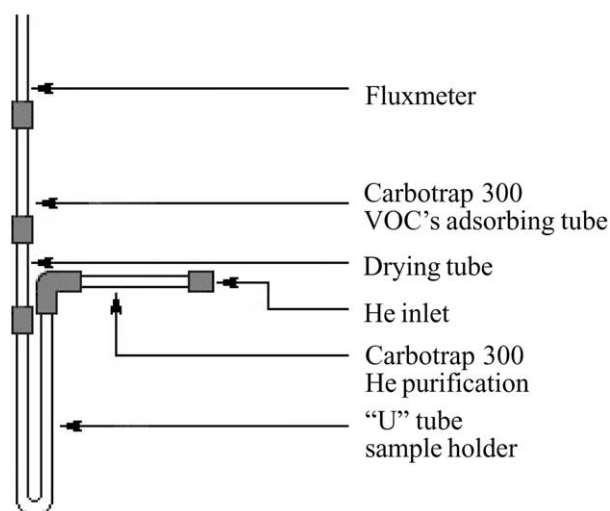 Fluxmeter
Carbotrap 300
VOC's adsorbing tube
Drying tube
He inlet
Carbotrap 300
He purification
“U” tube
sample holder